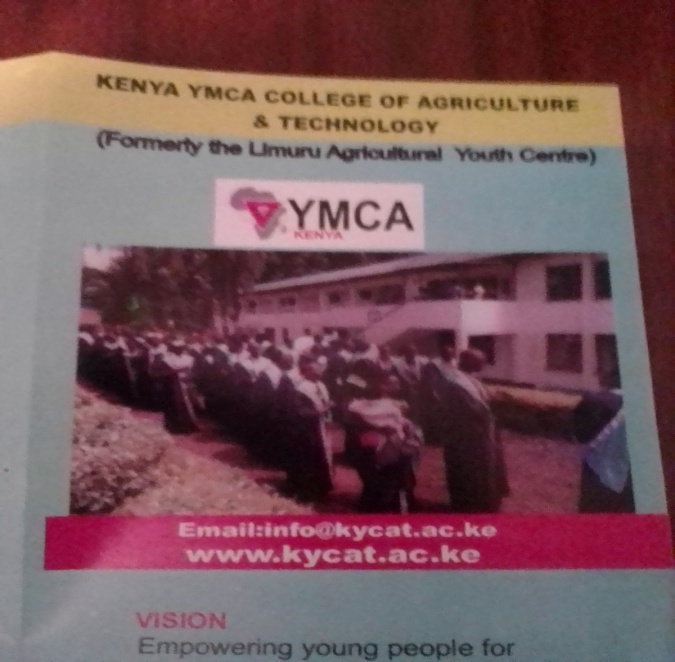 KENYA YMCA COLLEGE OF AGRICULTURE
& TECHNOLOGY
(Formerly the Limuru Agricultural Youth Centre)
YMCA
KENYA
Email:info@kycat.ac.ke
www.kycat.ac.ke
VISION
Empowering young people for